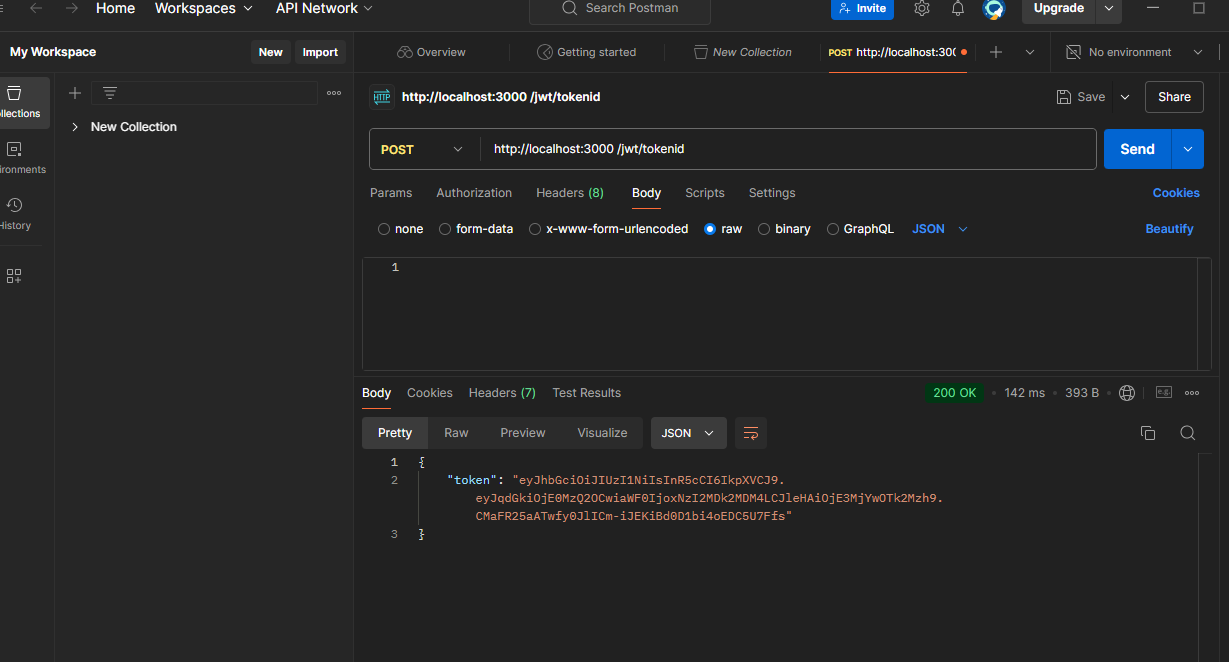 Home Workspaces API Network Search Postman Invite Upgrade
My Workspace New Import Overview Getting started New Collection POST http://localhost:300 No environment
llections
New Collection
ironments
History
HTTP http://localhost:3000 /jwt/tokenid Save Share
POST http://localhost:3000 /jwt/tokenid Send
Params Authorization Headers (8) Body Scripts Settings Cookies
none form-data x-www-form-urlencoded raw binary GraphQL JSON Beautify
1
Body Cookies Headers (7) Test Results 200 OK 142 ms 393 B e.g.
Pretty Raw Preview Visualize JSON
1 {
2 "token": "eyJhbGciOiJIUzI1NiIsInR5cCI6IkpXVCJ9.
eyJqdGkiOjE0MzQ2OCwiaWF0IjoxNzI2MDk2MDM4LCJleHAiOjE3MjYwOTk2Mzh9.
CMaFR25aATwfy0JlICm-iJEKiBd0D1bi4oEDC5U7Ffs"
3 }